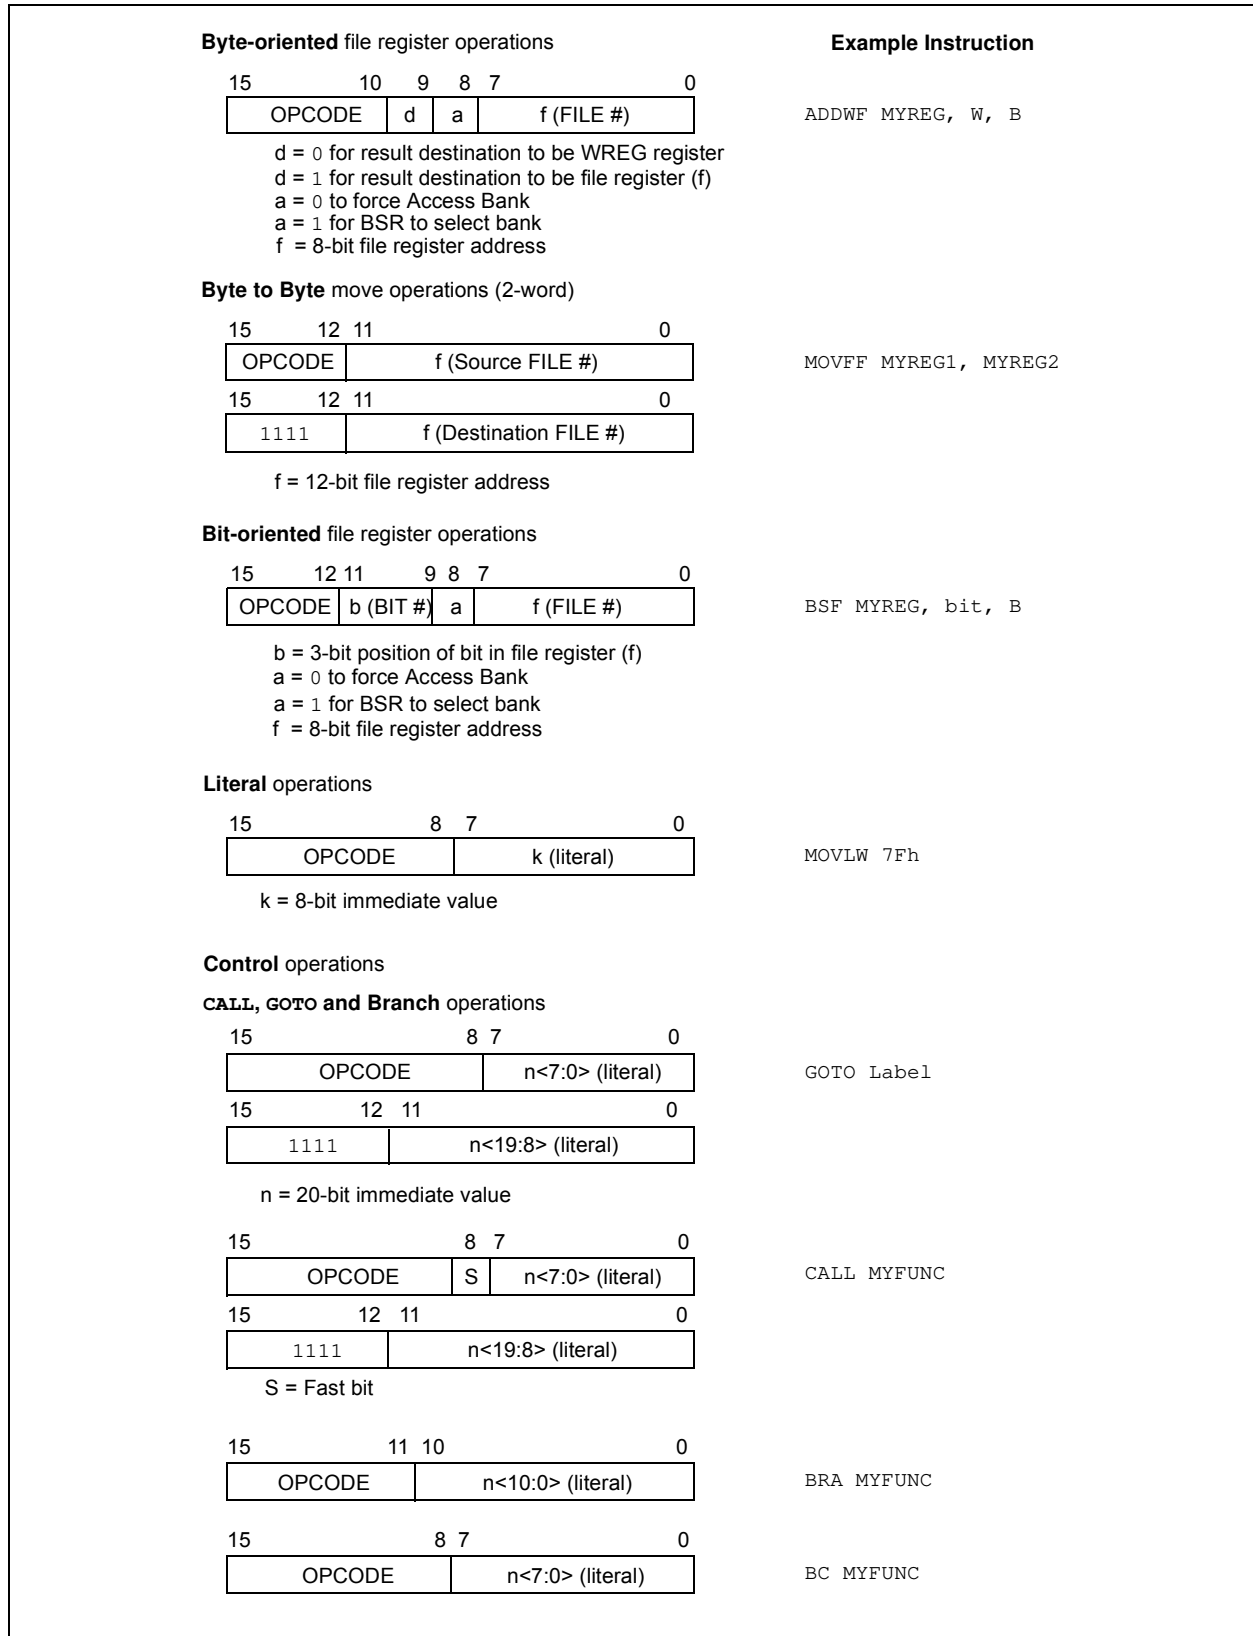 Byte-oriented file register operations Example Instruction
15 10 9 8 7 0
OPCODE d a f (FILE #) ADDWF MYREG, W, B
d = 0 for result destination to be WREG register
d = 1 for result destination to be file register (f)
a = 0 to force Access Bank
a = 1 for BSR to select bank
f = 8-bit file register address
Byte to Byte move operations (2-word)
15 12 11 0
OPCODE f (Source FILE #) MOVFF MYREG1, MYREG2
15 12 11 0
1111 f (Destination FILE #)
f = 12-bit file register address
Bit-oriented file register operations
15 12 11 9 8 7 0
OPCODE b (BIT #) a f (FILE #) BSF MYREG, bit, B
b = 3-bit position of bit in file register (f)
a = 0 to force Access Bank
a = 1 for BSR to select bank
f = 8-bit file register address
Literal operations
15 8 7 0
OPCODE k (literal) MOVLW 7Fh
k = 8-bit immediate value
Control operations
CALL, GOTO and Branch operations
15 8 7 0
OPCODE n<7:0> (literal) GOTO Label
15 12 11 0
1111 n<19:8> (literal)
n = 20-bit immediate value
15 8 7 0
OPCODE S n<7:0> (literal) CALL MYFUNC
15 12 11 0
1111 n<19:8> (literal)
S = Fast bit
15 11 10 0
OPCODE n<10:0> (literal) BRA MYFUNC
15 8 7 0
OPCODE n<7:0> (literal) BC MYFUNC